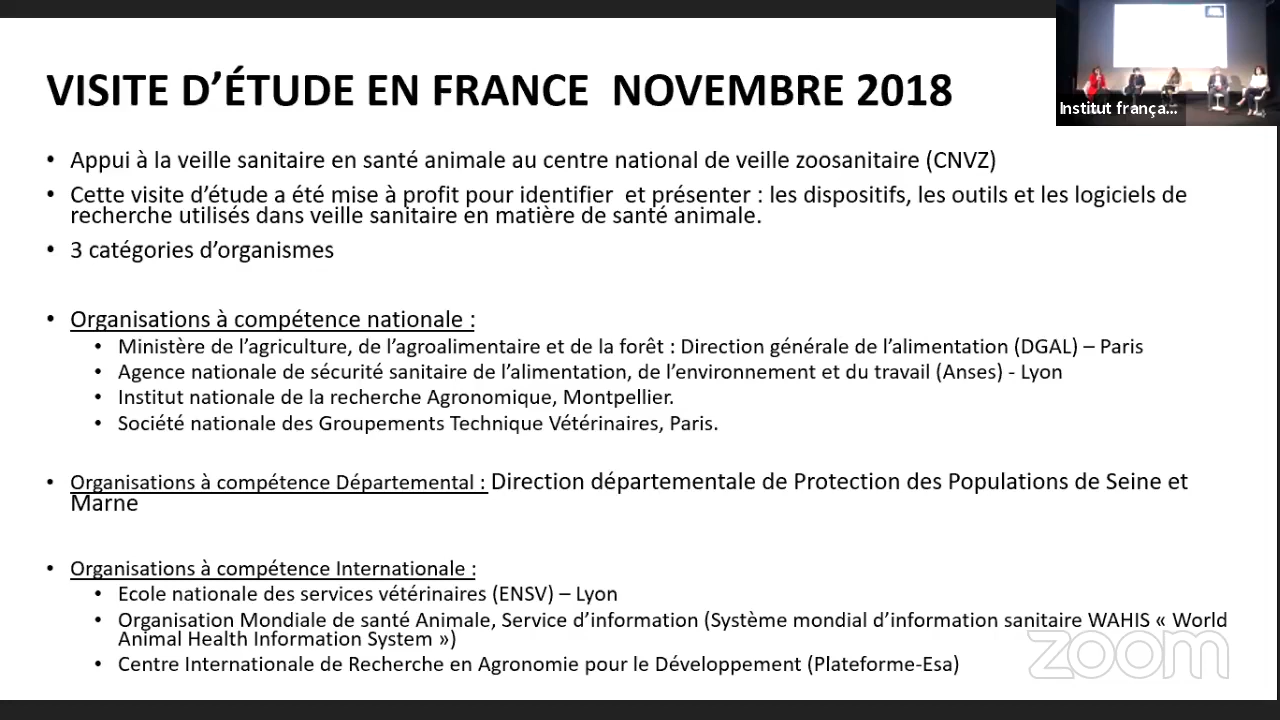 VISITE D’ÉTUDE EN FRANCE  NOVEMBRE 2018
Institut frança...
• Appui à la veille sanitaire en santé animale au centre national de veille zoosanitaire (CNVZ)
• Cette visite d’étude a été mise à profit pour identifier  et présenter : les dispositifs, les outils et les logiciels de
recherche utilisés dans veille sanitaire en matière de santé animale.
• 3 catégories d’organismes
• Organisations à compétence nationale :
• Ministère de l’agriculture, de l’agroalimentaire et de la forêt : Direction générale de l’alimentation (DGAL) – Paris
• Agence nationale de sécurité sanitaire de l’alimentation, de l’environnement et du travail (Anses) - Lyon
• Institut nationale de la recherche Agronomique, Montpellier.
• Société nationale des Groupements Technique Vétérinaires, Paris.
• Organisations à compétence Départemental : Direction départementale de Protection des Populations de Seine et
Marne
• Organisations à compétence Internationale :
• Ecole nationale des services vétérinaires (ENSV) – Lyon
• Organisation Mondiale de santé Animale, Service d’information (Système mondial d’information sanitaire WAHIS « World
Animal Health Information System »)
• Centre Internationale de Recherche en Agronomie pour le Développement (Plateforme-Esa)
zoom